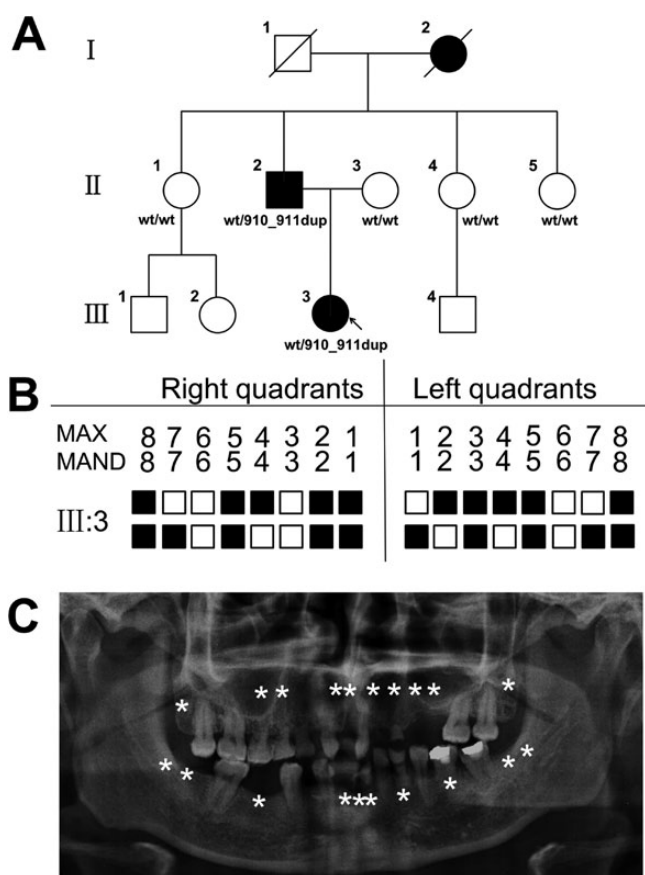 A
I
1
2
II
1
2
3
4
5
wt/wt
wt/910_911dup
wt/wt
wt/wt
wt/wt
III
1
2
3
4
wt/910_911dup
B
Right quadrants
Left quadrants
MAX 8 7 6 5 4 3 2 1 1 2 3 4 5 6 7 8
MAND 8 7 6 5 4 3 2 1 1 2 3 4 5 6 7 8
III:3
C
* * * ** * * * * *
* * * *** * * * *